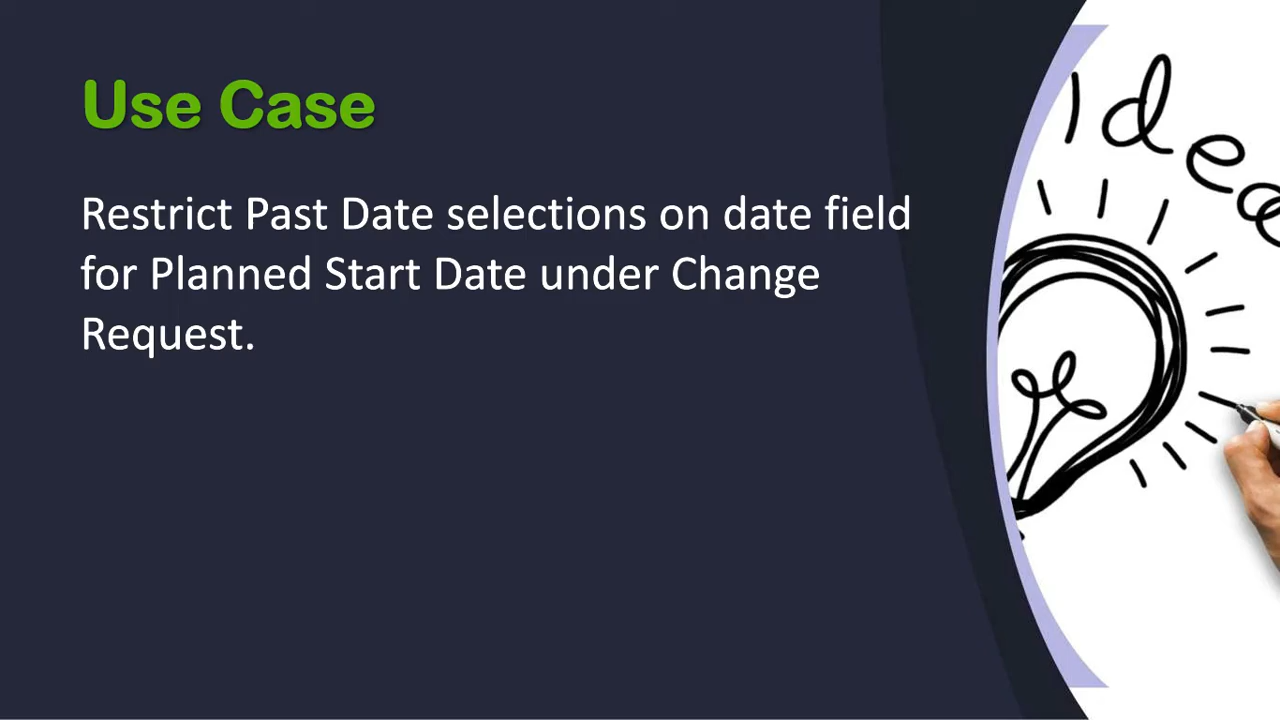 Use Case
Restrict Past Date selections on date field
for Planned Start Date under Change
Request.
Idea